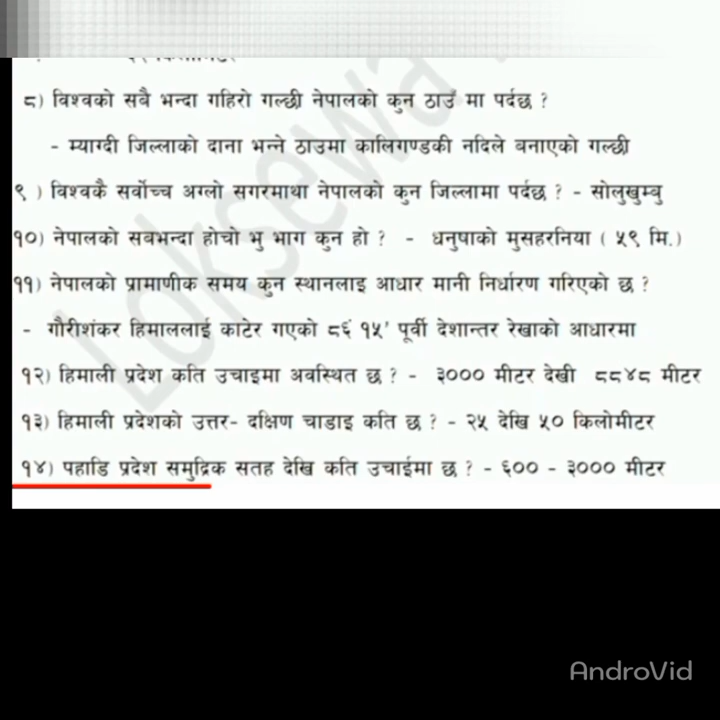 ८) विश्वको सबै भन्दा गहिरो गल्छी नेपालको कुन ठाउँ मा पर्दछ ?
- म्याग्दी जिल्लाको दाना भन्ने ठाउमा कालिगण्डकी नदिले बनाएको गल्छी
९ ) विश्वकै सर्वोच्च अग्लो सगरमाथा नेपालको कुन जिल्लामा पर्दछ ? - सोलुखुम्बु
१०) नेपालको सबभन्दा होचो भु भाग कुन हो ? - धनुषाको मुसहरनिया ( ५९ मि.)
११) नेपालको प्रामाणीक समय कुन स्थानलाइ आधार मानी निर्धारण गरिएको छ ?
- गौरीशंकर हिमाललाई काटेर गएको ८६ं १५' पूर्वी देशान्तर रेखाको आधारमा
१२) हिमाली प्रदेश कति उचाइमा अवस्थित छ ? - ३००० मीटर देखी ८८४८ मीटर
१३) हिमाली प्रदेशको उत्तर- दक्षिण चाडाइ कति छ ? - २५ देखि ५० किलोमीटर
१४) पहाडि प्रदेश समुद्रिक सतह देखि कति उचाईमा छ ? - ६०० - ३००० मीटर
Loksewa
AndroVid